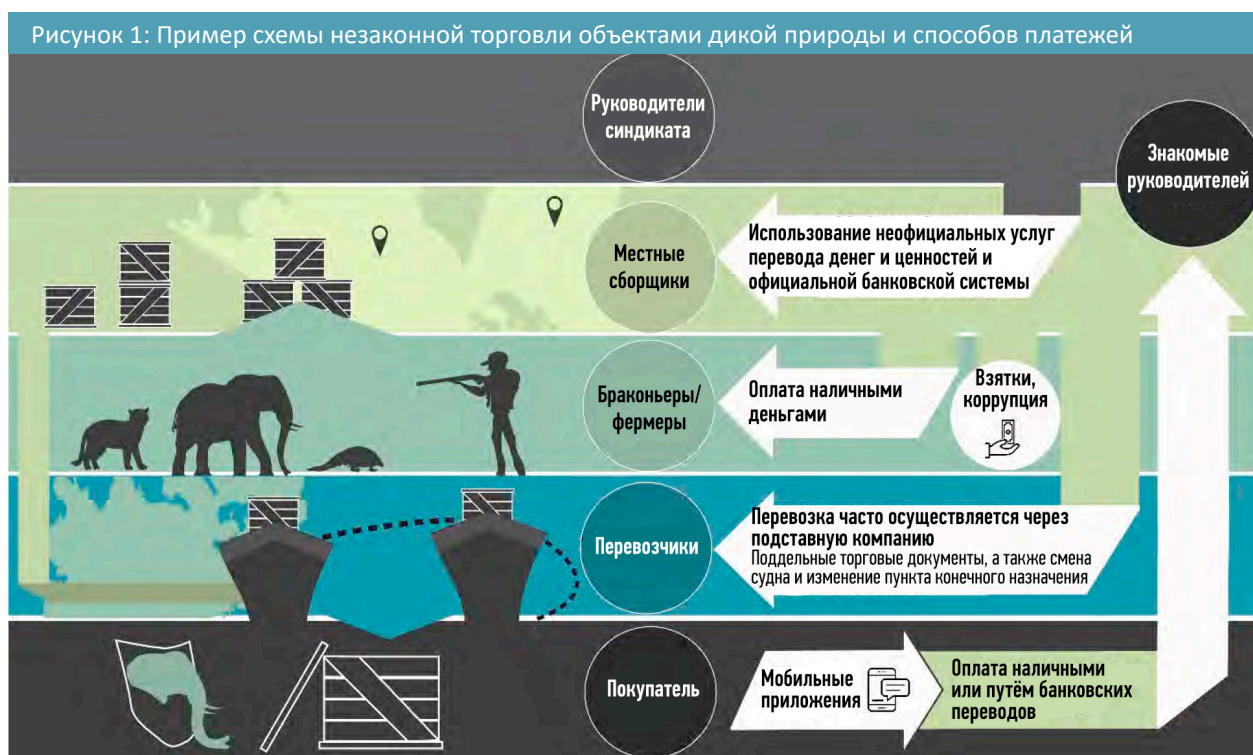 Рисунок 1: Пример схемы незаконной торговли объектами дикой природы и способов платежей
Руководители
синдиката
Знакомые
руководителей
Местные
сборщики
Использование неофициальных услуг
перевода денег и ценностей и
официальной банковской системы
Браконьеры/
фермеры
Оплата наличными
деньгами
Взятки,
коррупция
Перевозчики
Перевозка часто осуществляется через
подставную компанию
Поддельные торговые документы, а также смена
судна и изменение пункта конечного назначения
Покупатель
Мобильные
приложения
Оплата наличными
или путём банковских
переводов